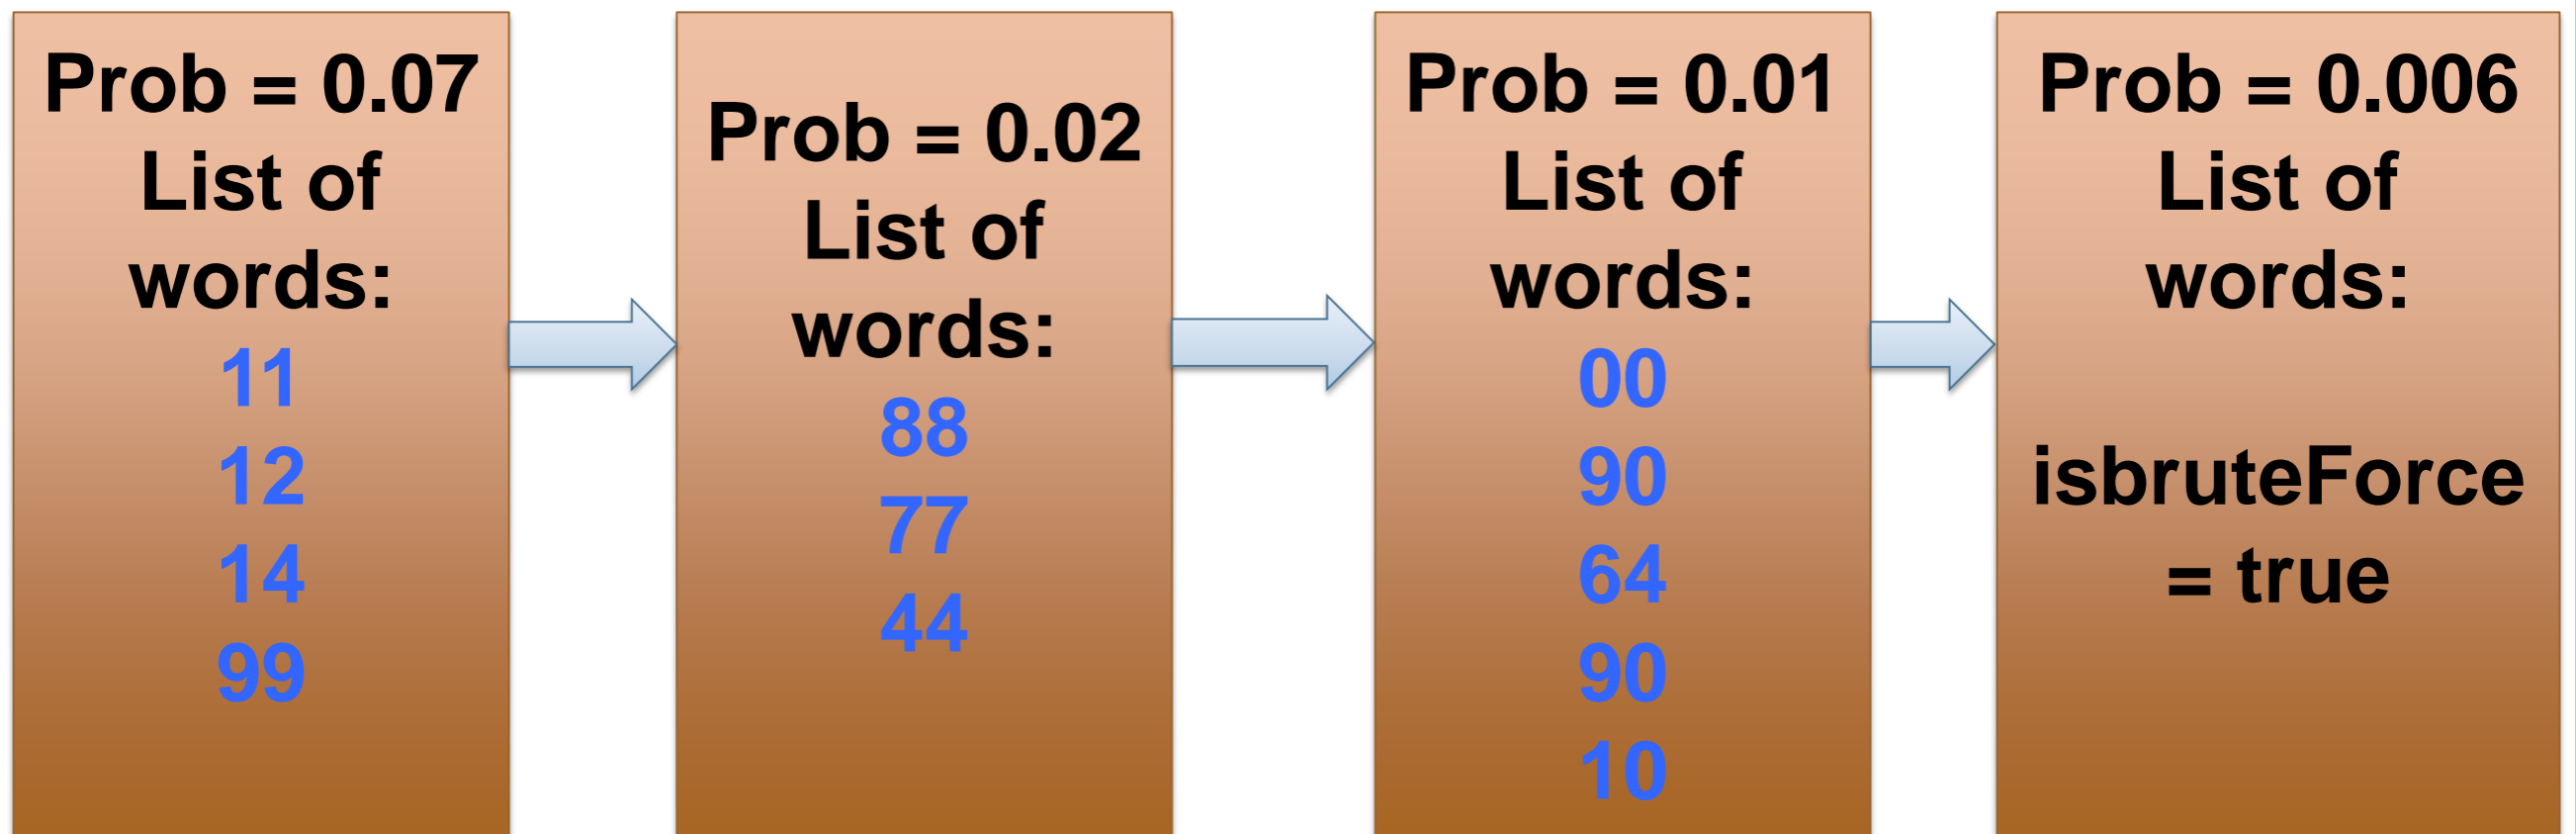 Prob = 0.07
List of
words:
11
12
14
99
Prob = 0.02
List of
words:
88
77
44
Prob = 0.01
List of
words:
00
90
64
90
10
Prob = 0.006
List of
words:
isbruteForce
= true